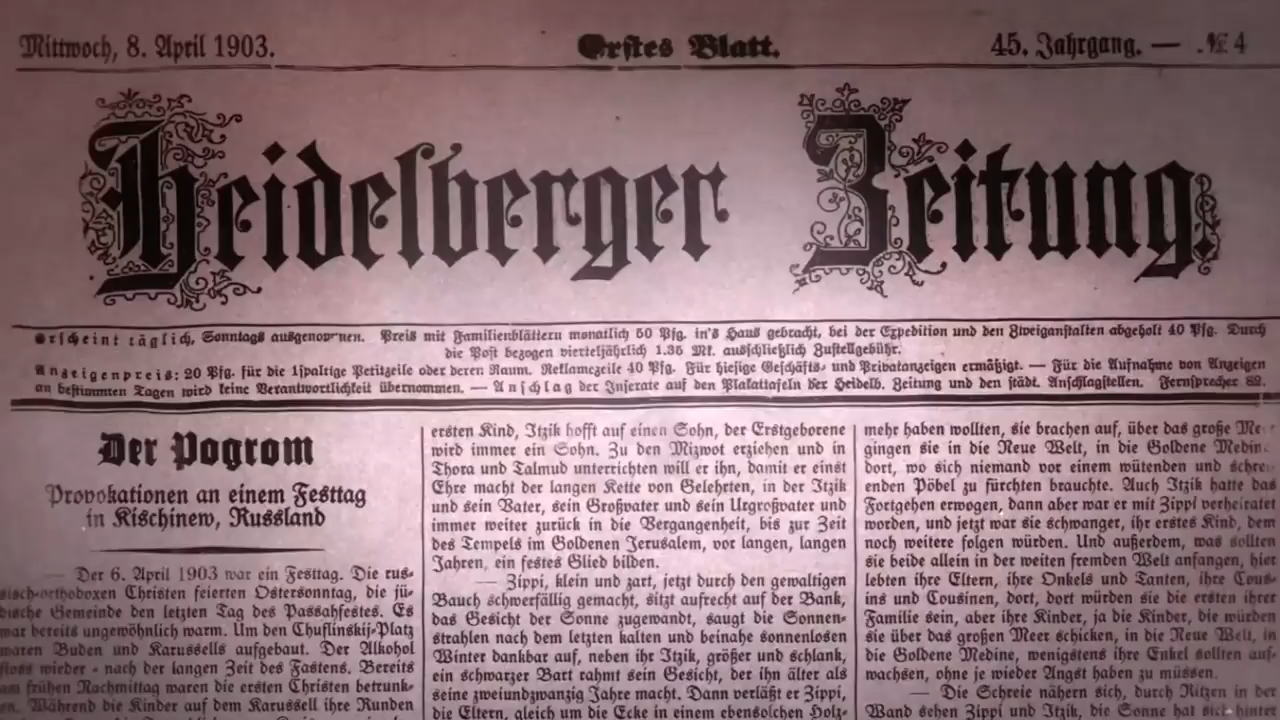 Mittwoch, 8. April 1903.
Erstes Blatt.
45. Jahrgang. — № 4
Heidelberger Zeitung.
Erscheint täglich, Sonntags ausgenommen. Preis mit Familienblättern monatlich 50 Pfg. in's Haus gebracht, bei der Expedition und den Zweiganstalten abgeholt 40 Pfg. Durch
die Post bezogen vierteljährlich 1.35 Mk. ausschließlich Zustellgebühr.
Anzeigenpreis: 20 Pfg. für die 1spaltige Petitzeile oder deren Raum. Reklamezeile 40 Pfg. Für hiesige Geschäfts- und Privatanzeigen ermäßigt. — Für die Aufnahme von Anzeigen
an bestimmten Tagen wird keine Verantwortlichkeit übernommen. — Anschlag der Inserate auf den Plakattafeln der Heidelb. Zeitung und den städt. Anschlagstellen. Fernsprecher 82.
Der Pogrom
Provokationen an einem Festtag
in Kischinew, Russland
— Der 6. April 1903 war ein Festtag. Die rus-
sisch-orthodoxen Christen feierten Ostersonntag, die jü-
dische Gemeinde den letzten Tag des Passahfestes. Es
war bereits ungewöhnlich warm. Um den Chuflinskij-Platz
waren Buden und Karussells aufgebaut. Der Alkohol
floss wieder - nach der langen Zeit des Fastens. Bereits
am frühen Nachmittag waren die ersten Christen betrunk-
en. Während die Kinder auf dem Karussell ihre Runden
ersten Kind, Itzik hofft auf einen Sohn, der Erstgeborene
wird immer ein Sohn. Zu den Mizwot erziehen und in
Thora und Talmud unterrichten will er ihn, damit er einst
Ehre macht der langen Kette von Gelehrten, in der Itzik
und sein Vater, sein Großvater und sein Urgroßvater und
immer weiter zurück in die Vergangenheit, bis zur Zeit
des Tempels im Goldenen Jerusalem, vor langen, langen
Jahren, ein festes Glied bilden.
— Zippi, klein und zart, jetzt durch den gewaltigen
Bauch schwerfällig gemacht, sitzt aufrecht auf der Bank,
das Gesicht der Sonne zugewandt, saugt die Sonnen-
strahlen nach dem letzten kalten und beinahe sonnenlosen
Winter dankbar auf, neben ihr Itzik, größer und schlank,
ein schwarzer Bart rahmt sein Gesicht, der ihn älter als
seine zweiundzwanzig Jahre macht. Dann verläßt er Zippi,
die Eltern, gleich um die Ecke in einem ebensolchen Holz-
mehr haben wollten, sie brachen auf, über das große Meer
gingen sie in die Neue Welt, in die Goldene Medine
dort, wo sich niemand vor einem wütenden und schrei-
enden Pöbel zu fürchten brauchte. Auch Itzik hatte das
Fortgehen erwogen, dann aber war er mit Zippi verheiratet
worden, und jetzt war sie schwanger, ihr erstes Kind, dem
noch weitere folgen würden. Und außerdem, was sollten
sie beide allein in der weiten fremden Welt anfangen, hier
lebten ihre Eltern, ihre Onkels und Tanten, ihre Cous-
ins und Cousinen, dort, dort würden sie die ersten ihrer
Familie sein, aber ihre Kinder, ja die Kinder, die würden
sie über das großen Meer schicken, in die Neue Welt, in
die Goldene Medine, wenigstens ihre Enkel sollten auf-
wachsen, ohne je wieder Angst haben zu müssen.
— Die Schreie nähern sich, durch Ritzen in der
Wand sehen Zippi und Itzik, die Sonne hat sich hinter